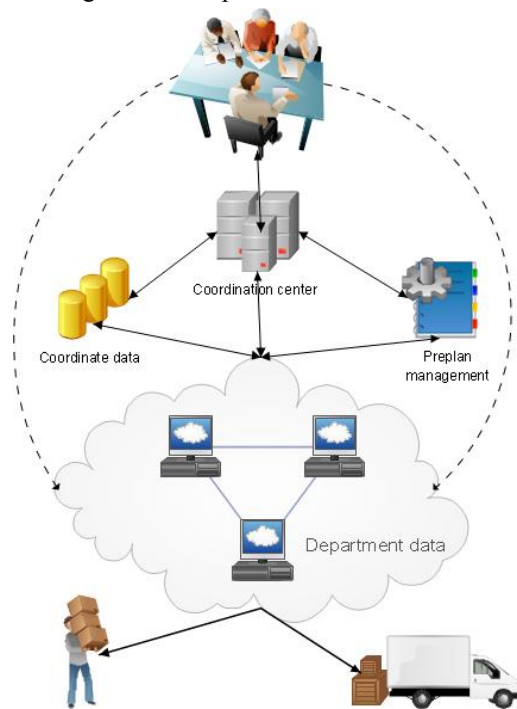 Coordination center
Coordinate data
Preplan
management
Department data